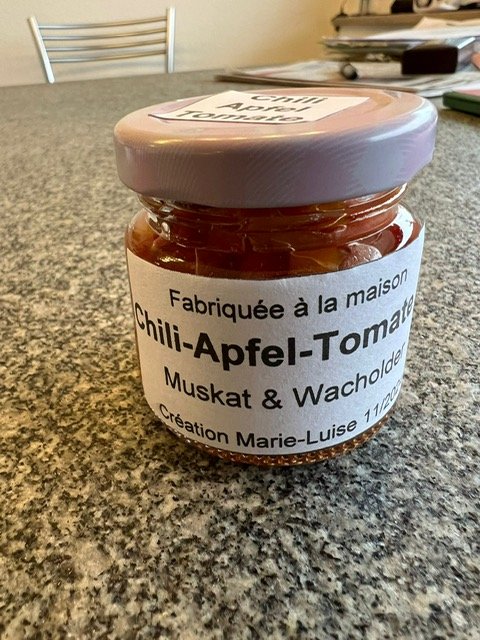 Chili
Apfel
Tomate
Fabriquée à la maison
Chili-Apfel-Tomate
Muskat & Wacholder
Création Marie-Luise